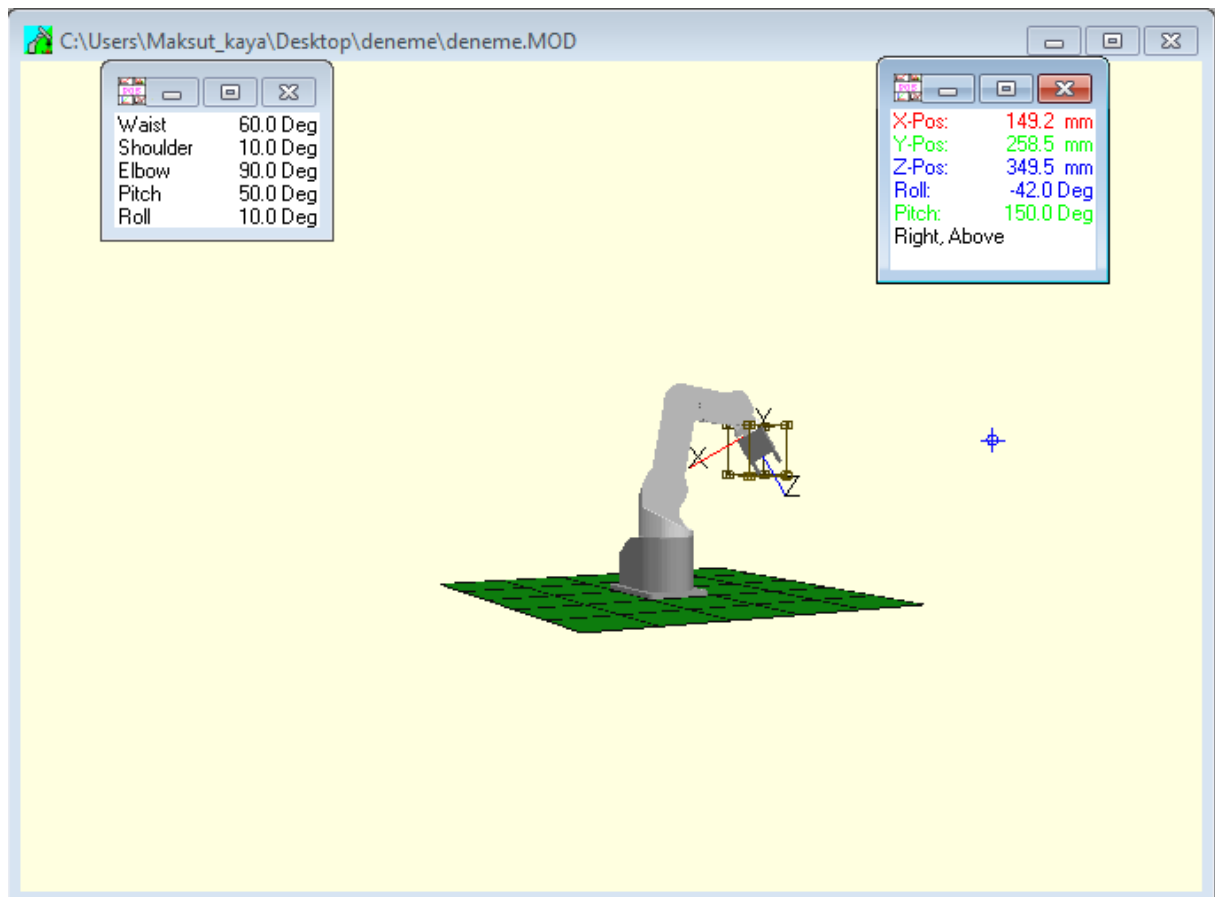 C:\Users\Maksut_kaya\Desktop\deneme\deneme.MOD
Waist 60.0 Deg
Shoulder 10.0 Deg
Elbow 90.0 Deg
Pitch 50.0 Deg
Roll 10.0 Deg
X-Pos: 149.2 mm
Y-Pos: 258.5 mm
Z-Pos: 349.5 mm
Roll: -42.0 Deg
Pitch: 150.0 Deg
Right, Above
Y
X
Z